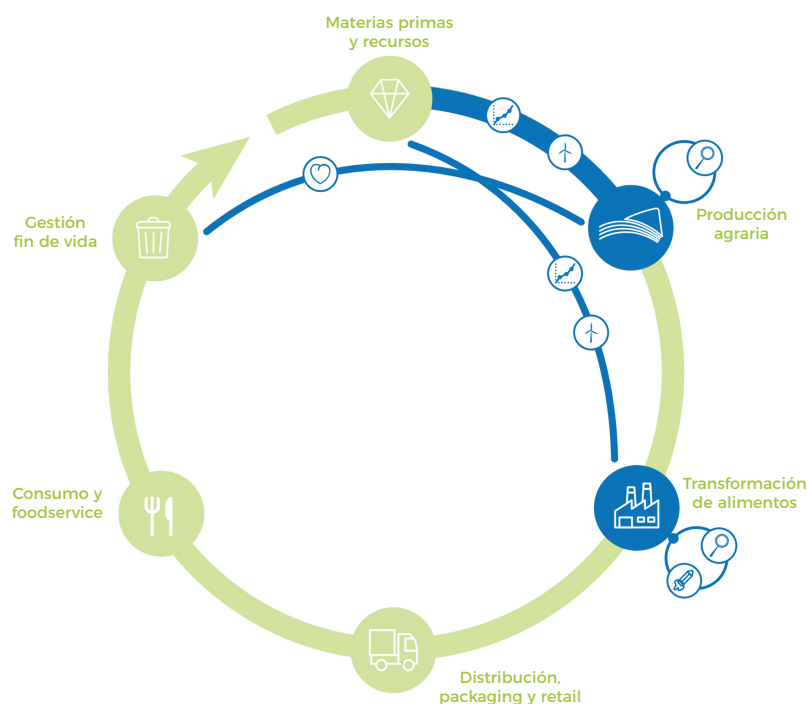 Materias primas
y recursos
Producción
agraria
Transformación
de alimentos
Distribución,
packaging y retail
Consumo y
foodservice
Gestión
fin de vida